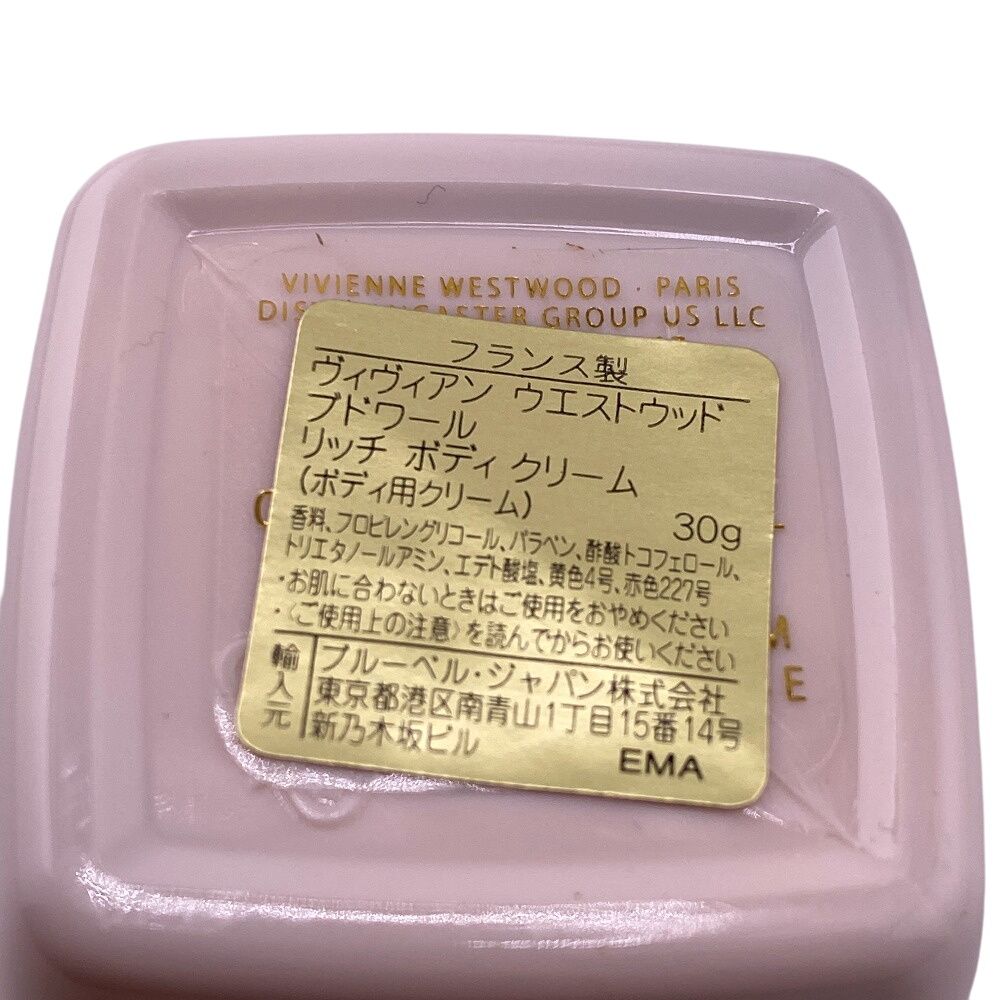 VIVIENNE WESTWOOD · PARIS
CASTER GROUP US LLC
フランス製
ヴィヴィアン ウエストウッド
ブドワール
リッチ ボディ クリーム
(ボディ用クリーム) 30g
香料、プロピレングリコール、パラベン、酢酸トコフェロール、
トリエタノールアミン、エデト酸塩、黄色4号、赤色227号
・お肌に合わないときはご使用をおやめください
・〈ご使用上の注意〉を読んでからお使いください
輸入元
ブルーベル・ジャパン株式会社
東京都港区南青山1丁目15番14号
新乃木坂ビル
EMA